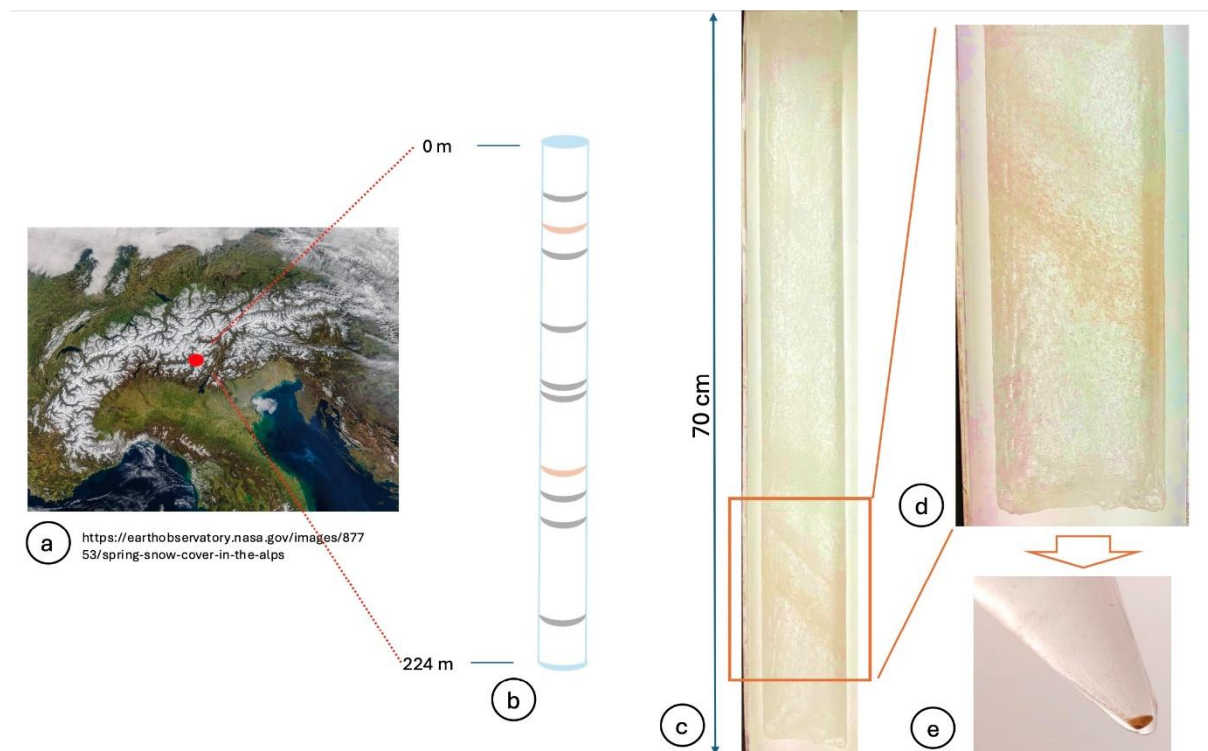 0 m
224 m
a
https://earthobservatory.nasa.gov/images/877
53/spring-snow-cover-in-the-alps
b
70 cm
c
d
e